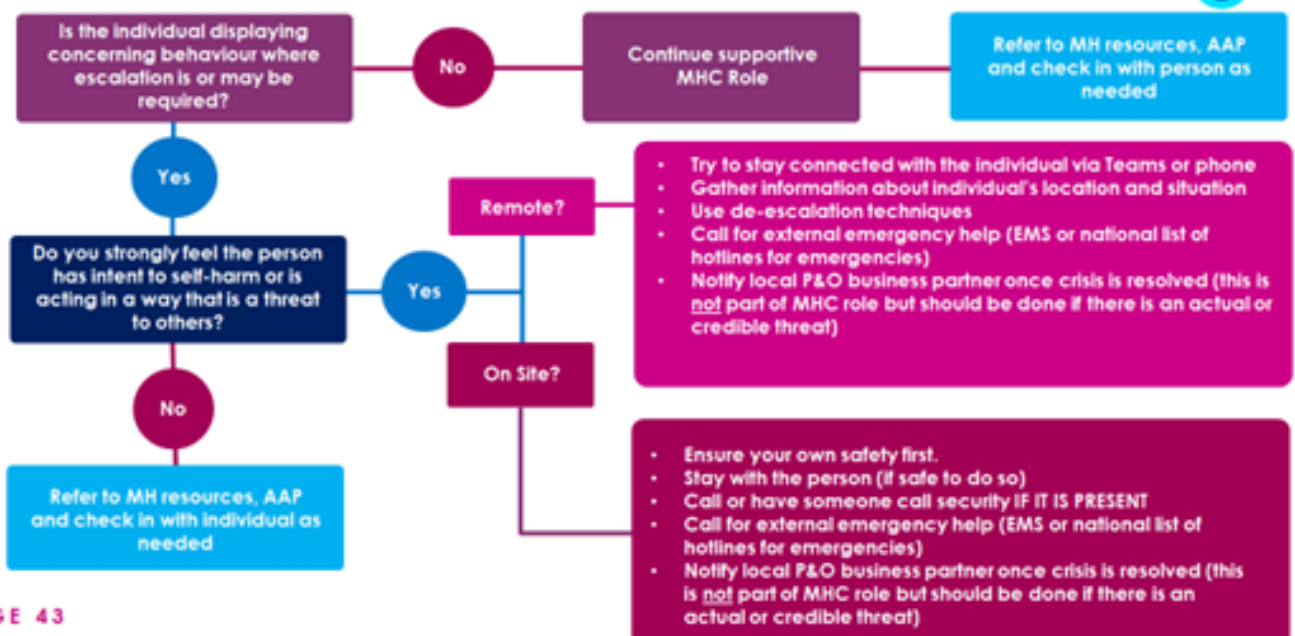 Is the individual displaying
concerning behaviour where
escalation is or may be
required?
No
Continue supportive
MHC Role
Refer to MH resources, AAP
and check in with person as
needed
Yes
Do you strongly feel the person
has intent to self-harm or is
acting in a way that is a threat
to others?
Yes
Remote?
• Try to stay connected with the individual via Teams or phone
• Gather information about individual's location and situation
• Use de-escalation techniques
• Call for external emergency help (EMS or national list of
hotlines for emergencies)
• Notify local P&O business partner once crisis is resolved (this is
not part of MHC role but should be done if there is an actual or
credible threat)
On Site?
• Ensure your own safety first.
• Stay with the person (if safe to do so)
• Call or have someone call security IF IT IS PRESENT
• Call for external emergency help (EMS or national list of
hotlines for emergencies)
• Notify local P&O business partner once crisis is resolved (this
is not part of MHC role but should be done if there is an
actual or credible threat)
No
Refer to MH resources, AAP
and check in with individual as
needed
GE 43